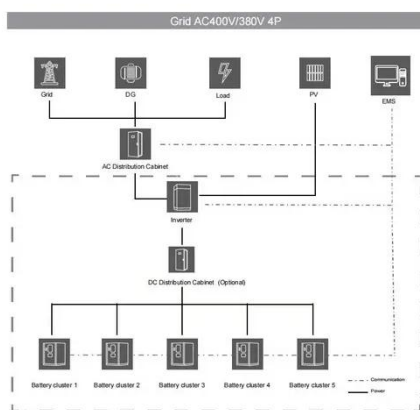 Grid AC400V/380V 4P
Grid
DG
Load
PV
EMS
AC Distribution Cabinet
Inverter
DC Distribution Cabinet (Optional)
Battery cluster 1
Battery cluster 2
Battery cluster 3
Battery cluster 4
Battery cluster 5
Communication
Power